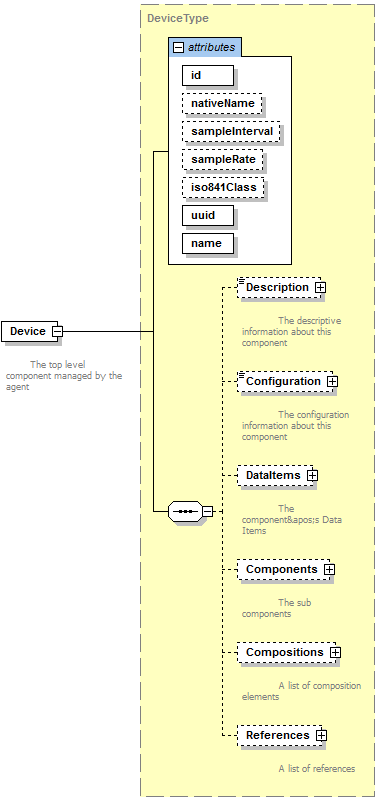 DeviceType
attributes
id
nativeName
sampleInterval
sampleRate
iso841Class
uuid
name
Device
The top level
component managed by the
agent
Description
The descriptive
information about this
component
Configuration
The configuration
information about this
component
DataItems
The
component&apos;s Data
Items
Components
The sub
components
Compositions
A list of composition
elements
References
A list of references